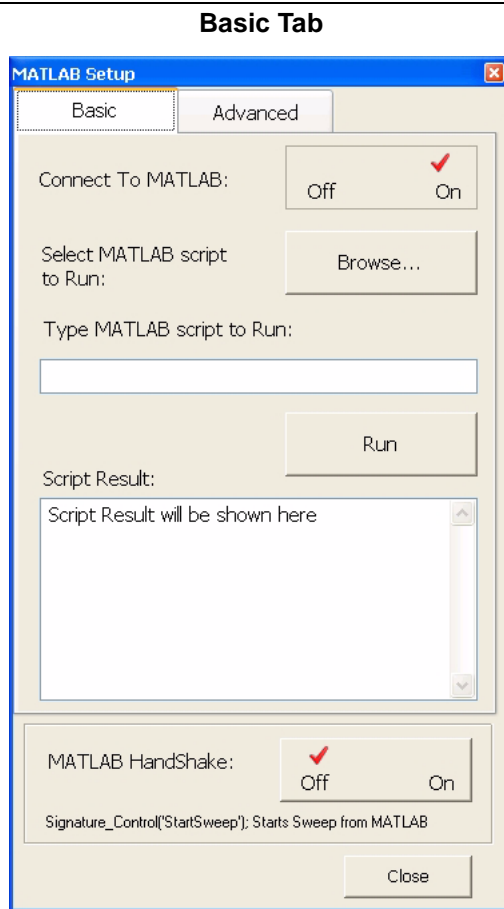 Basic Tab
MATLAB Setup
Basic
Advanced
Connect To MATLAB:
Off
On
Select MATLAB script
to Run:
Browse...
Type MATLAB script to Run:
Run
Script Result:
Script Result will be shown here
MATLAB HandShake:
Off
On
Signature_Control('StartSweep'); Starts Sweep from MATLAB
Close